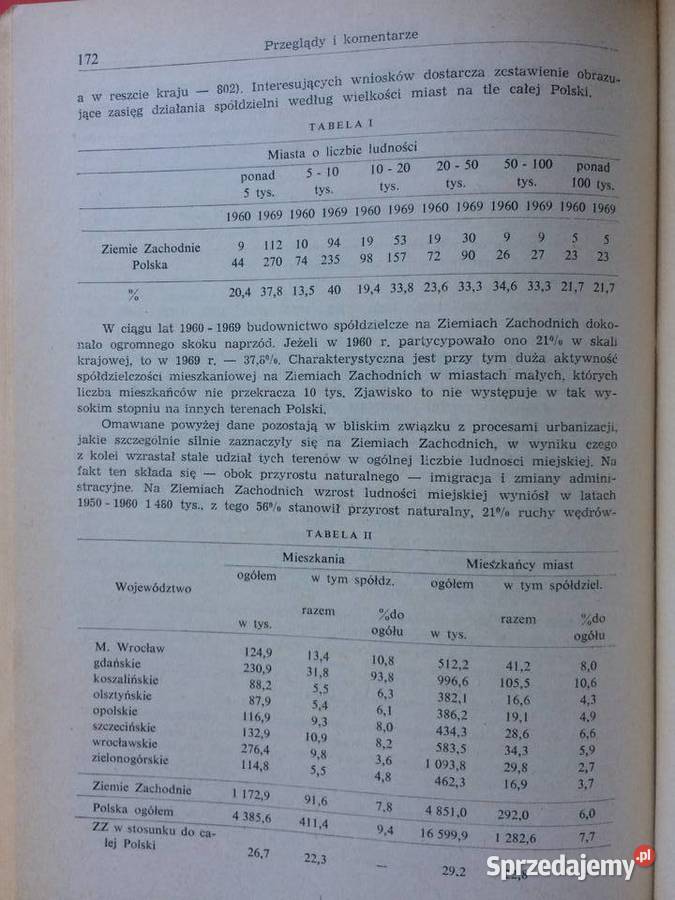 172 Przeglądy i komentarze
a w reszcie kraju — 802). Interesujących wniosków dostarcza zestawienie obrazu-
jące zasięg działania spółdzielni według wielkości miast na tle całej Polski.
TABELA I
Miasta o liczbie ludności
ponad 5 - 10 10 - 20 20 - 50 50 - 100 ponad
5 tys. tys. tys. tys. tys. 100 tys.
1960 1969 1960 1969 1960 1969 1960 1969 1960 1969 1960 1969
Ziemie Zachodnie 9 112 10 94 19 53 19 30 9 9 5 5
Polska 44 270 74 235 98 157 72 90 26 27 23 23
% 20,4 37,8 13,5 40 19,4 33,8 23,6 33,3 34,6 33,3 21,7 21,7
W ciągu lat 1960 - 1969 budownictwo spółdzielcze na Ziemiach Zachodnich doko-
nało ogromnego skoku naprzód. Jeżeli w 1960 r. partycypowało ono 21% w skali
krajowej, to w 1969 r. — 37,8%. Charakterystyczna jest przy tym duża aktywność
spółdzielczości mieszkaniowej na Ziemiach Zachodnich w miastach małych, których
liczba mieszkańców nie przekracza 10 tys. Zjawisko to nie występuje w tak wy-
sokim stopniu na innych terenach Polski.
Omawiane powyżej dane pozostają w bliskim związku z procesami urbanizacji,
jakie szczególnie silnie zaznaczyły się na Ziemiach Zachodnich, w wyniku czego
z kolei wzrastał stale udział tych terenów w ogólnej liczbie ludnosci miejskiej. Na
fakt ten składa się — obok przyrostu naturalnego — imigracja i zmiany admini-
stracyjne. Na Ziemiach Zachodnich wzrost ludności miejskiej wyniósł w latach
1950 - 1960 1 480 tys., z tego 56% stanowił przyrost naturalny, 21% ruchy wędrów-
TABELA II
Mieszkania Mieszkańcy miast
Województwo ogółem w tym spółdz. ogółem w tym spółdziel.
razem %do razem %do
w tys. ogółu w tys. ogółu
M. Wrocław 124,9 13,4 10,8 512,2 41,2 8,0
gdańskie 230,9 31,8 93,8 996,6 105,5 10,6
koszalińskie 88,2 5,5 6,3 382,1 16,6 4,3
olsztyńskie 87,9 5,4 6,1 386,2 19,1 4,9
opolskie 116,9 9,3 8,0 434,3 28,6 6,6
szczecińskie 132,9 10,9 8,2 583,5 34,3 5,9
wrocławskie 276,4 9,8 3,6 1 093,8 29,8 2,7
zielonogórskie 114,8 5,5 4,8 462,3 16,9 3,7
Ziemie Zachodnie 1 172,9 91,6 7,8 4 851,0 292,0 6,0
Polska ogółem 4 385,6 411,4 9,4 16 599,9 1 282,6 7,7
ZZ w stosunku do ca-
łej Polski 26,7 22,3 — 29,2
Sprzedajemy.pl